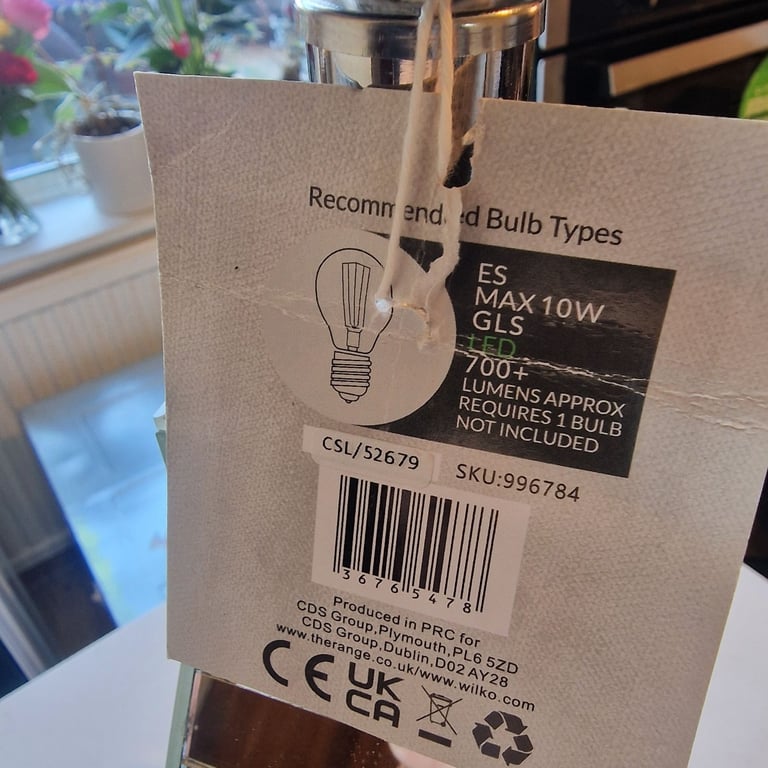 Recommended Bulb Types
ES
MAX 10W
GLS
LED
700+
LUMENS APPROX
REQUIRES 1 BULB
NOT INCLUDED
CSL/52679
SKU:996784
36765478
Produced in PRC for
CDS Group,Plymouth,PL6 5ZD
CDS Group,Dublin,D02 AY28
www.therange.co.uk/www.wilko.com
CE
UK
CA